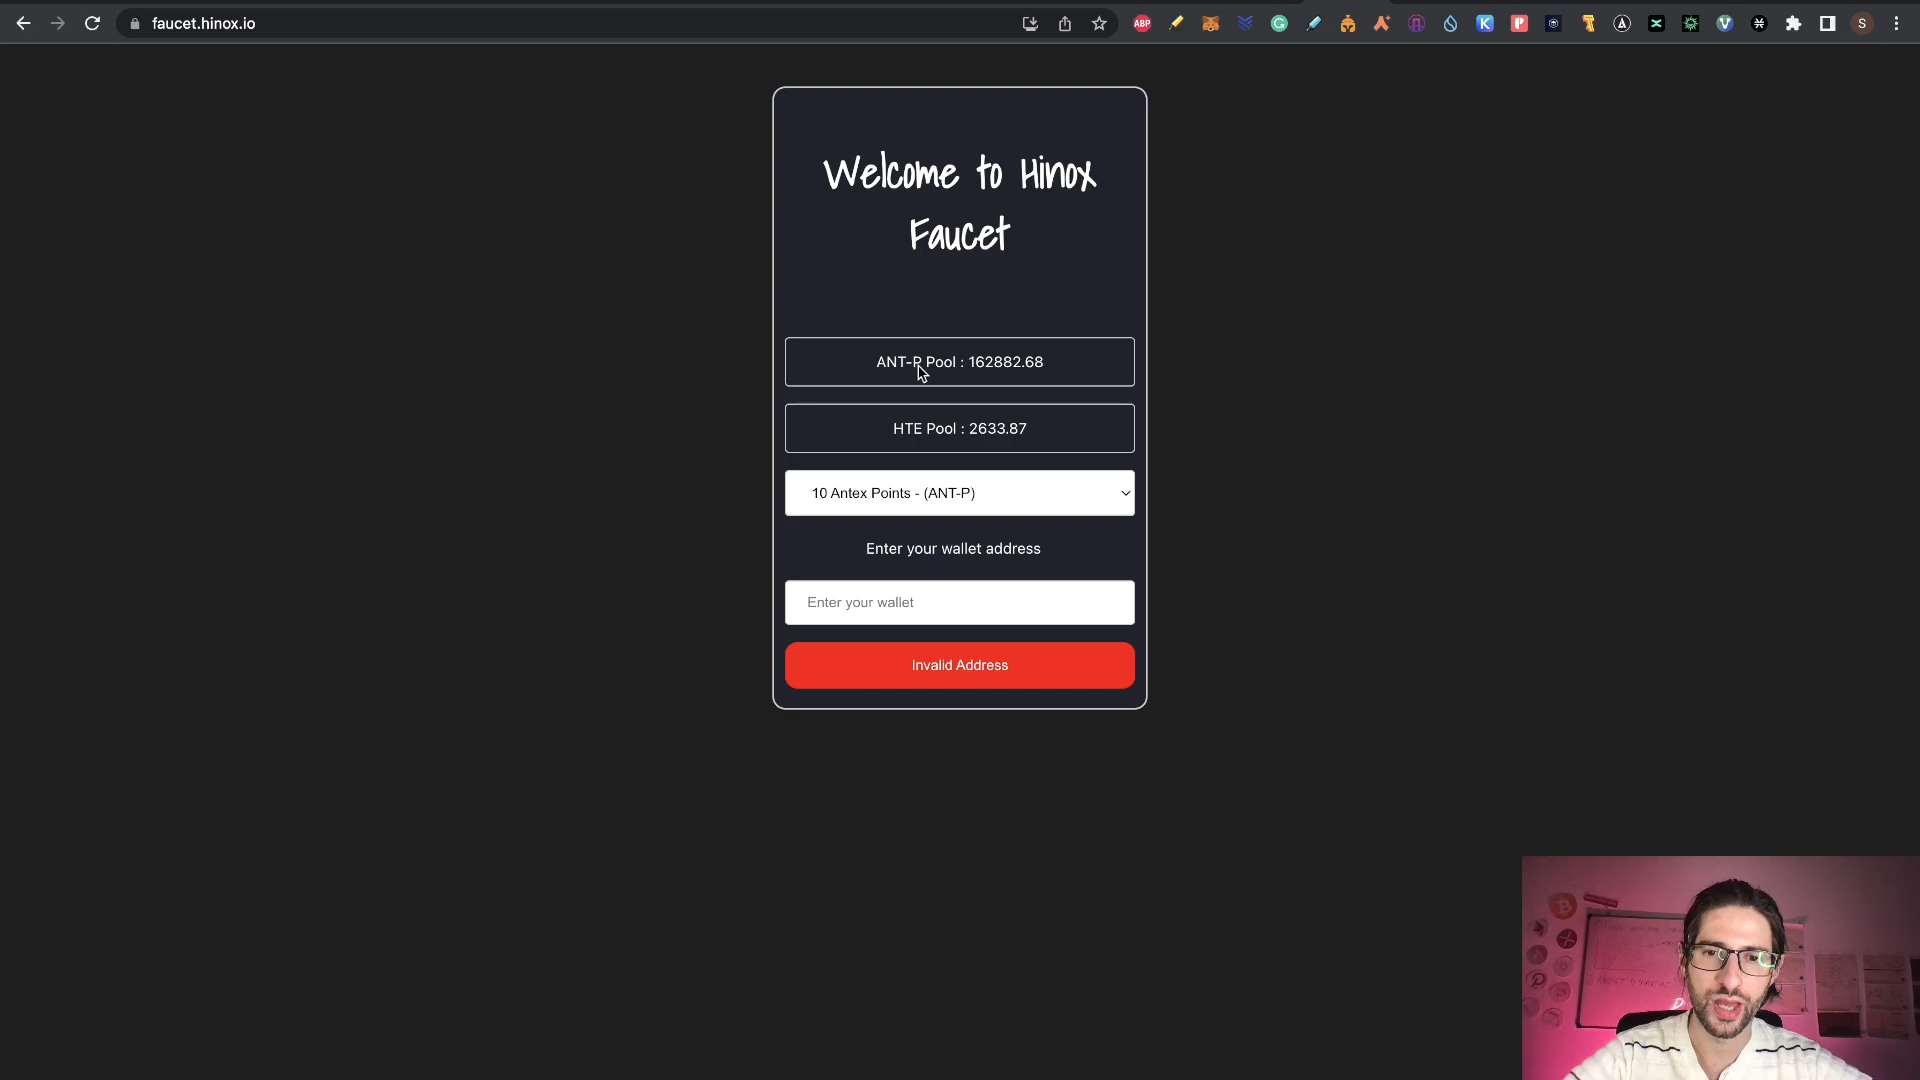 faucet.hinox.io
ABP
K
S
Welcome to Hinox
Faucet
ANT-P Pool : 162882.68
HTE Pool : 2633.87
10 Antex Points - (ANT-P)
Enter your wallet address
Enter your wallet
Invalid Address